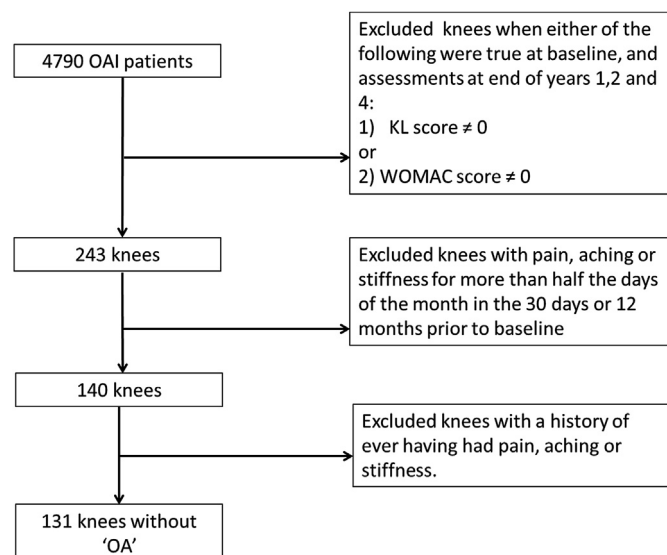 4790 OAI patients
Excluded knees when either of the
following were true at baseline, and
assessments at end of years 1,2 and
4:
1) KL score ≠ 0
or
2) WOMAC score ≠ 0
243 knees
Excluded knees with pain, aching or
stiffness for more than half the days
of the month in the 30 days or 12
months prior to baseline
140 knees
Excluded knees with a history of
ever having had pain, aching or
stiffness.
131 knees without
‘OA’